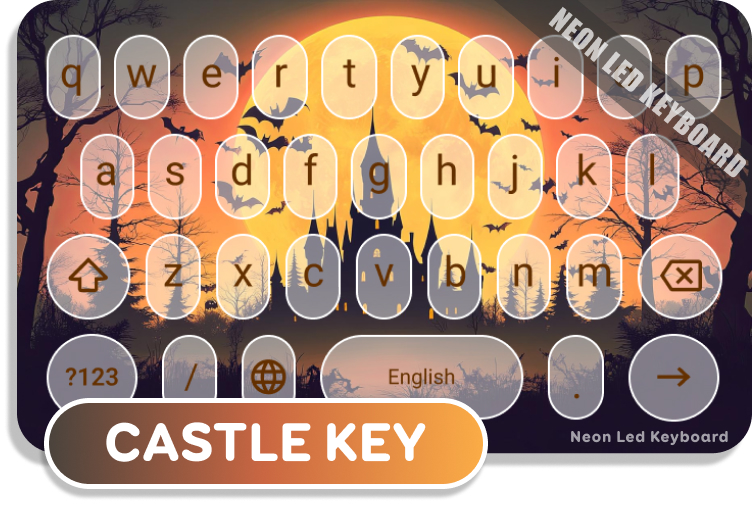 q w e r t y u i p
a s d f g h j k l
z x c v b n m
?123 / English .
CASTLE KEY
Neon Led Keyboard
NEON LED KEYBOARD